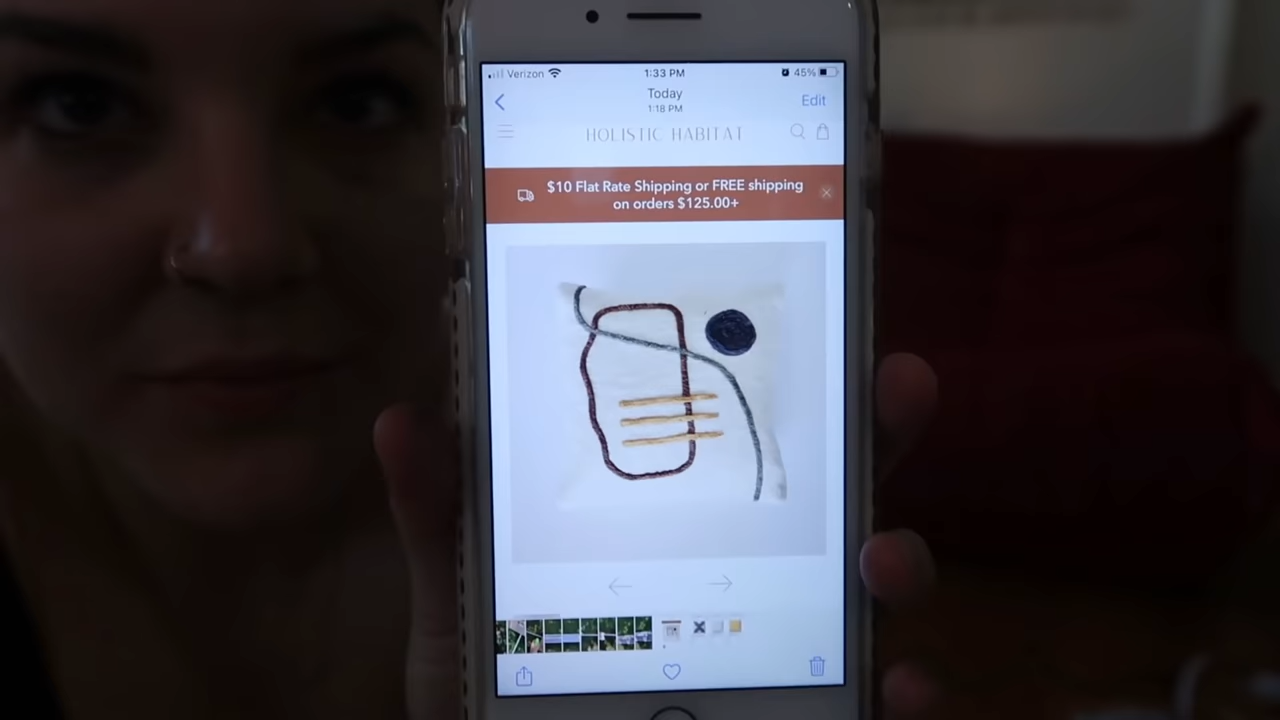 Verizon 1:33 PM 45%
Today
1:18 PM
Edit
HOLISTIC HABITAT
$10 Flat Rate Shipping or FREE shipping
on orders $125.00+